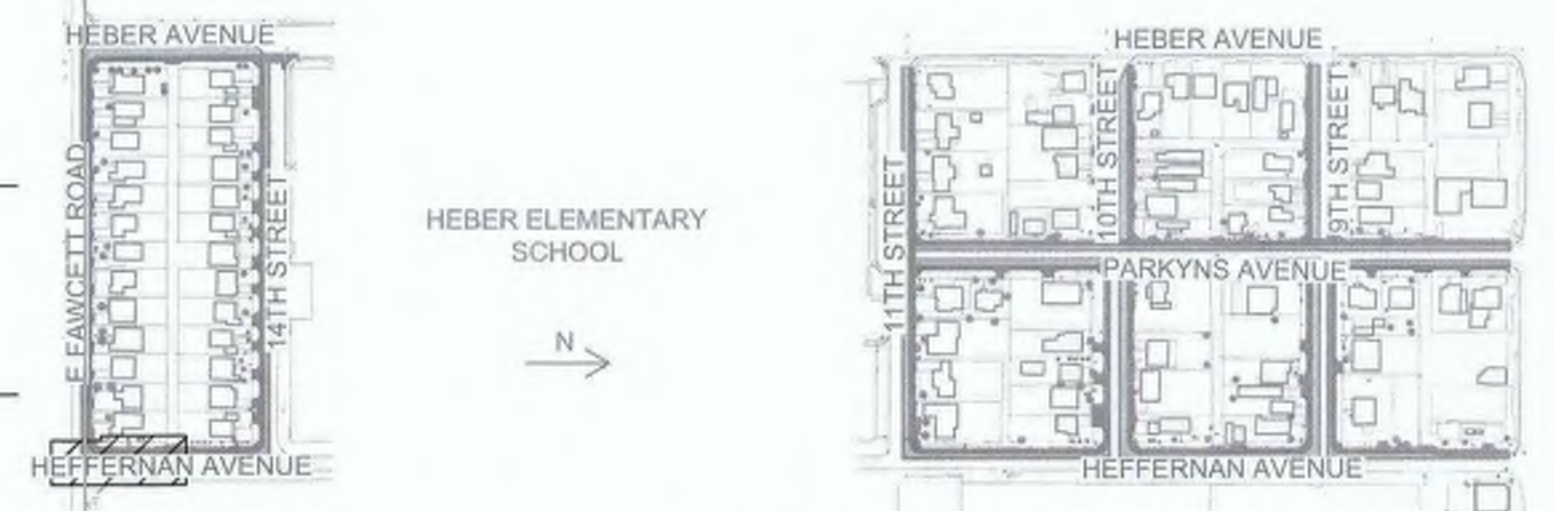 HEBER AVENUE
E FAWCETT ROAD
14TH STREET
HEFFERNAN AVENUE
HEBER ELEMENTARY
SCHOOL
N
HEBER AVENUE
11TH STREET
10TH STREET
9TH STREET
PARKYNS AVENUE
HEFFERNAN AVENUE